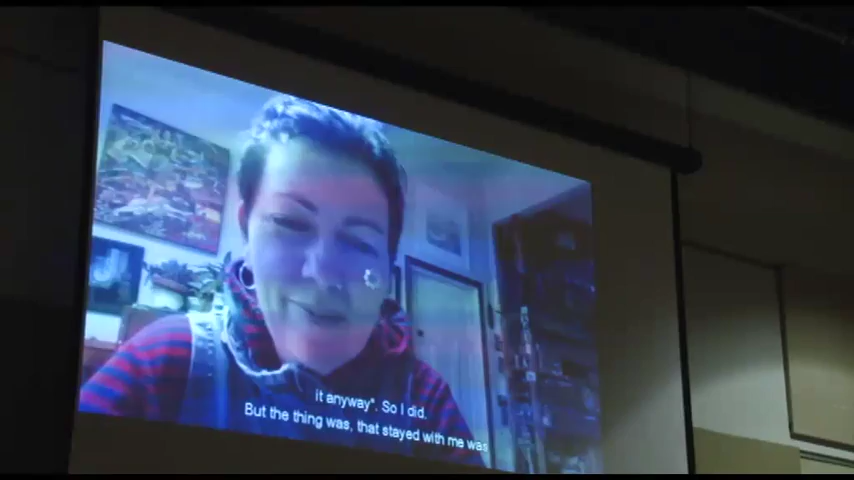 it anyway". So I did.
But the thing was, that stayed with me was